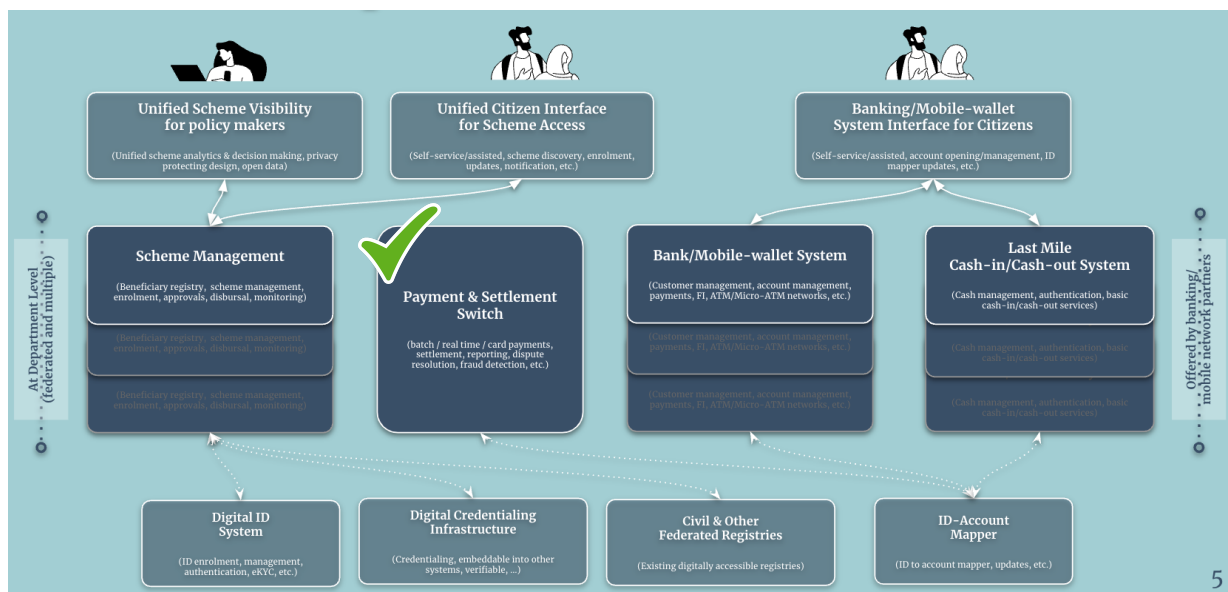 Unified Scheme Visibility
for policy makers
(Unified scheme analytics & decision making, privacy
protecting design, open data)
Unified Citizen Interface
for Scheme Access
(Self-service/assisted, scheme discovery, enrolment,
updates, notification, etc.)
Banking/Mobile-wallet
System Interface for Citizens
(Self-service/assisted, account opening/management, ID
mapper updates, etc.)
At Department Level
(federated and multiple)
Scheme Management
(Beneficiary registry, scheme management,
enrolment, approvals, disbursal, monitoring)
(Beneficiary registry, scheme management,
enrolment, approvals, disbursal, monitoring)
(Beneficiary registry, scheme management,
enrolment, approvals, disbursal, monitoring)
Payment & Settlement
Switch
(batch / real time / card payments,
settlement, reporting, dispute
resolution, fraud detection, etc.)
Bank/Mobile-wallet System
(Customer management, account management,
payments, FI, ATM/Micro-ATM networks, etc.)
(Customer management, account management,
payments, FI, ATM/Micro-ATM networks, etc.)
(Customer management, account management,
payments, FI, ATM/Micro-ATM networks, etc.)
Last Mile
Cash-in/Cash-out System
(Cash management, authentication, basic
cash-in/cash-out services)
(Cash management, authentication, basic
cash-in/cash-out services)
(Cash management, authentication, basic
cash-in/cash-out services)
Offered by banking/
mobile network partners
Digital ID
System
(ID enrolment, management,
authentication, eKYC, etc.)
Digital Credentialing
Infrastructure
(Credentialing, embeddable into other
systems, verifiable, ...)
Civil & Other
Federated Registries
(Existing digitally accessible registries)
ID-Account
Mapper
(ID to account mapper, updates, etc.)
5